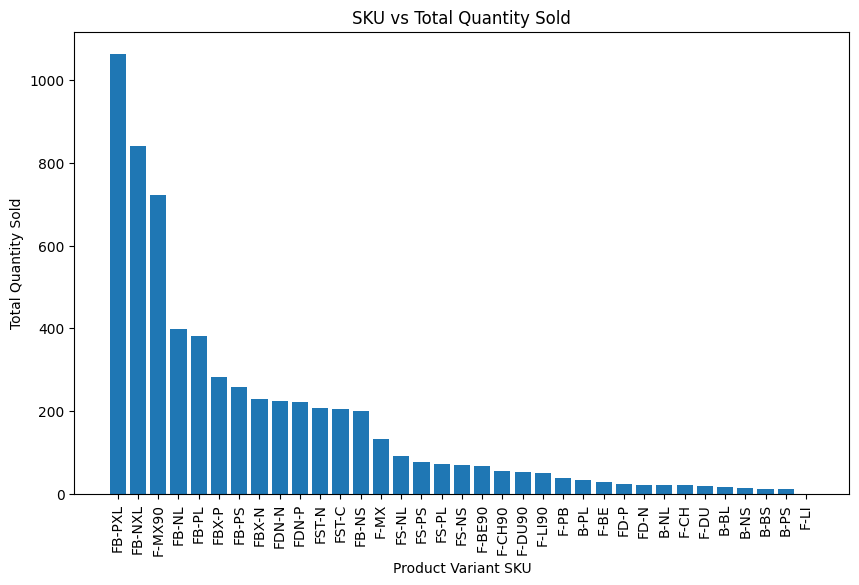 SKU vs Total Quantity Sold
Total Quantity Sold
1000
800
600
400
200
0
FB-PXL
FB-NXL
F-MX90
FB-NL
FB-PL
FBX-P
FB-PS
FBX-N
FDN-N
FDN-P
FST-N
FST-C
FB-NS
F-MX
FS-NL
FS-PS
FS-PL
FS-NS
F-BE90
F-CH90
F-DU90
F-LI90
F-PB
B-PL
F-BE
FD-P
FD-N
B-NL
F-CH
F-DU
B-BL
B-NS
B-BS
B-PS
F-LI
Product Variant SKU